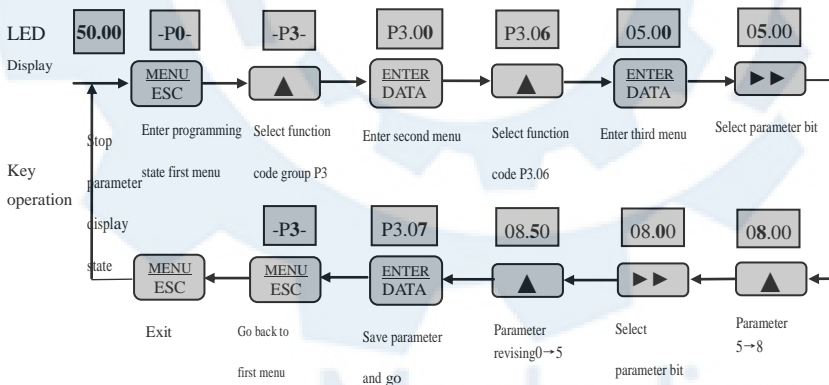 LED
Display
50.00
-P0-
-P3-
P3.00
P3.06
05.00
05.00
MENU
ESC
▲
ENTER
DATA
▲
ENTER
DATA
►►
Stop
parameter
display
state
Enter programming
state first menu
Select function
code group P3
Enter second menu
Select function
code P3.06
Enter third menu
Select parameter bit
Key
operation
-P3-
P3.07
08.50
08.00
08.00
MENU
ESC
MENU
ESC
ENTER
DATA
▲
►►
▲
Exit
Go back to
first menu
Save parameter
and go
Parameter
revising0→5
Select
parameter bit
Parameter
5→8